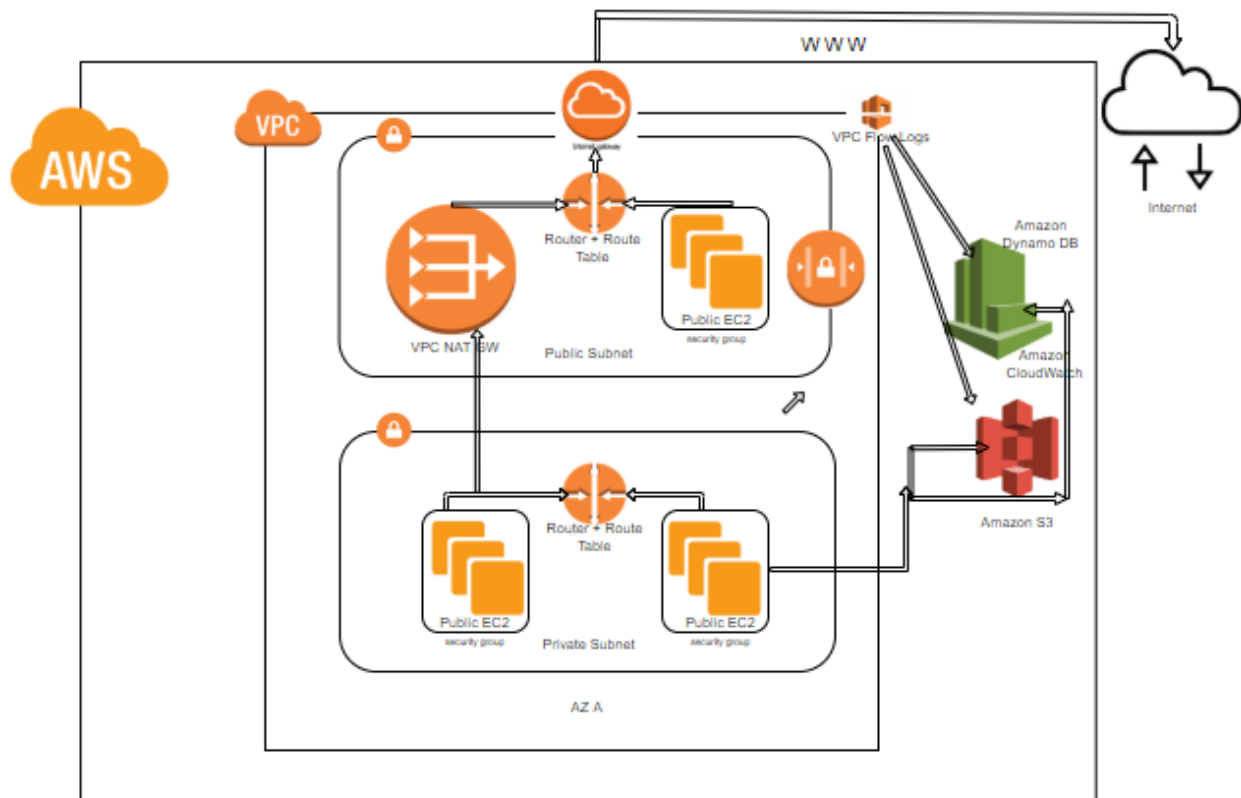 WWW
AWS
VPC
VPC Flow Logs
Internet gateway
Internet
Router + Route
Table
Amazon
Dynamo DB
Public EC2
security group
VPC NAT GW
Public Subnet
Amazon
CloudWatch
Router + Route
Table
Amazon S3
Public EC2
security group
Public EC2
security group
Private Subnet
AZ A